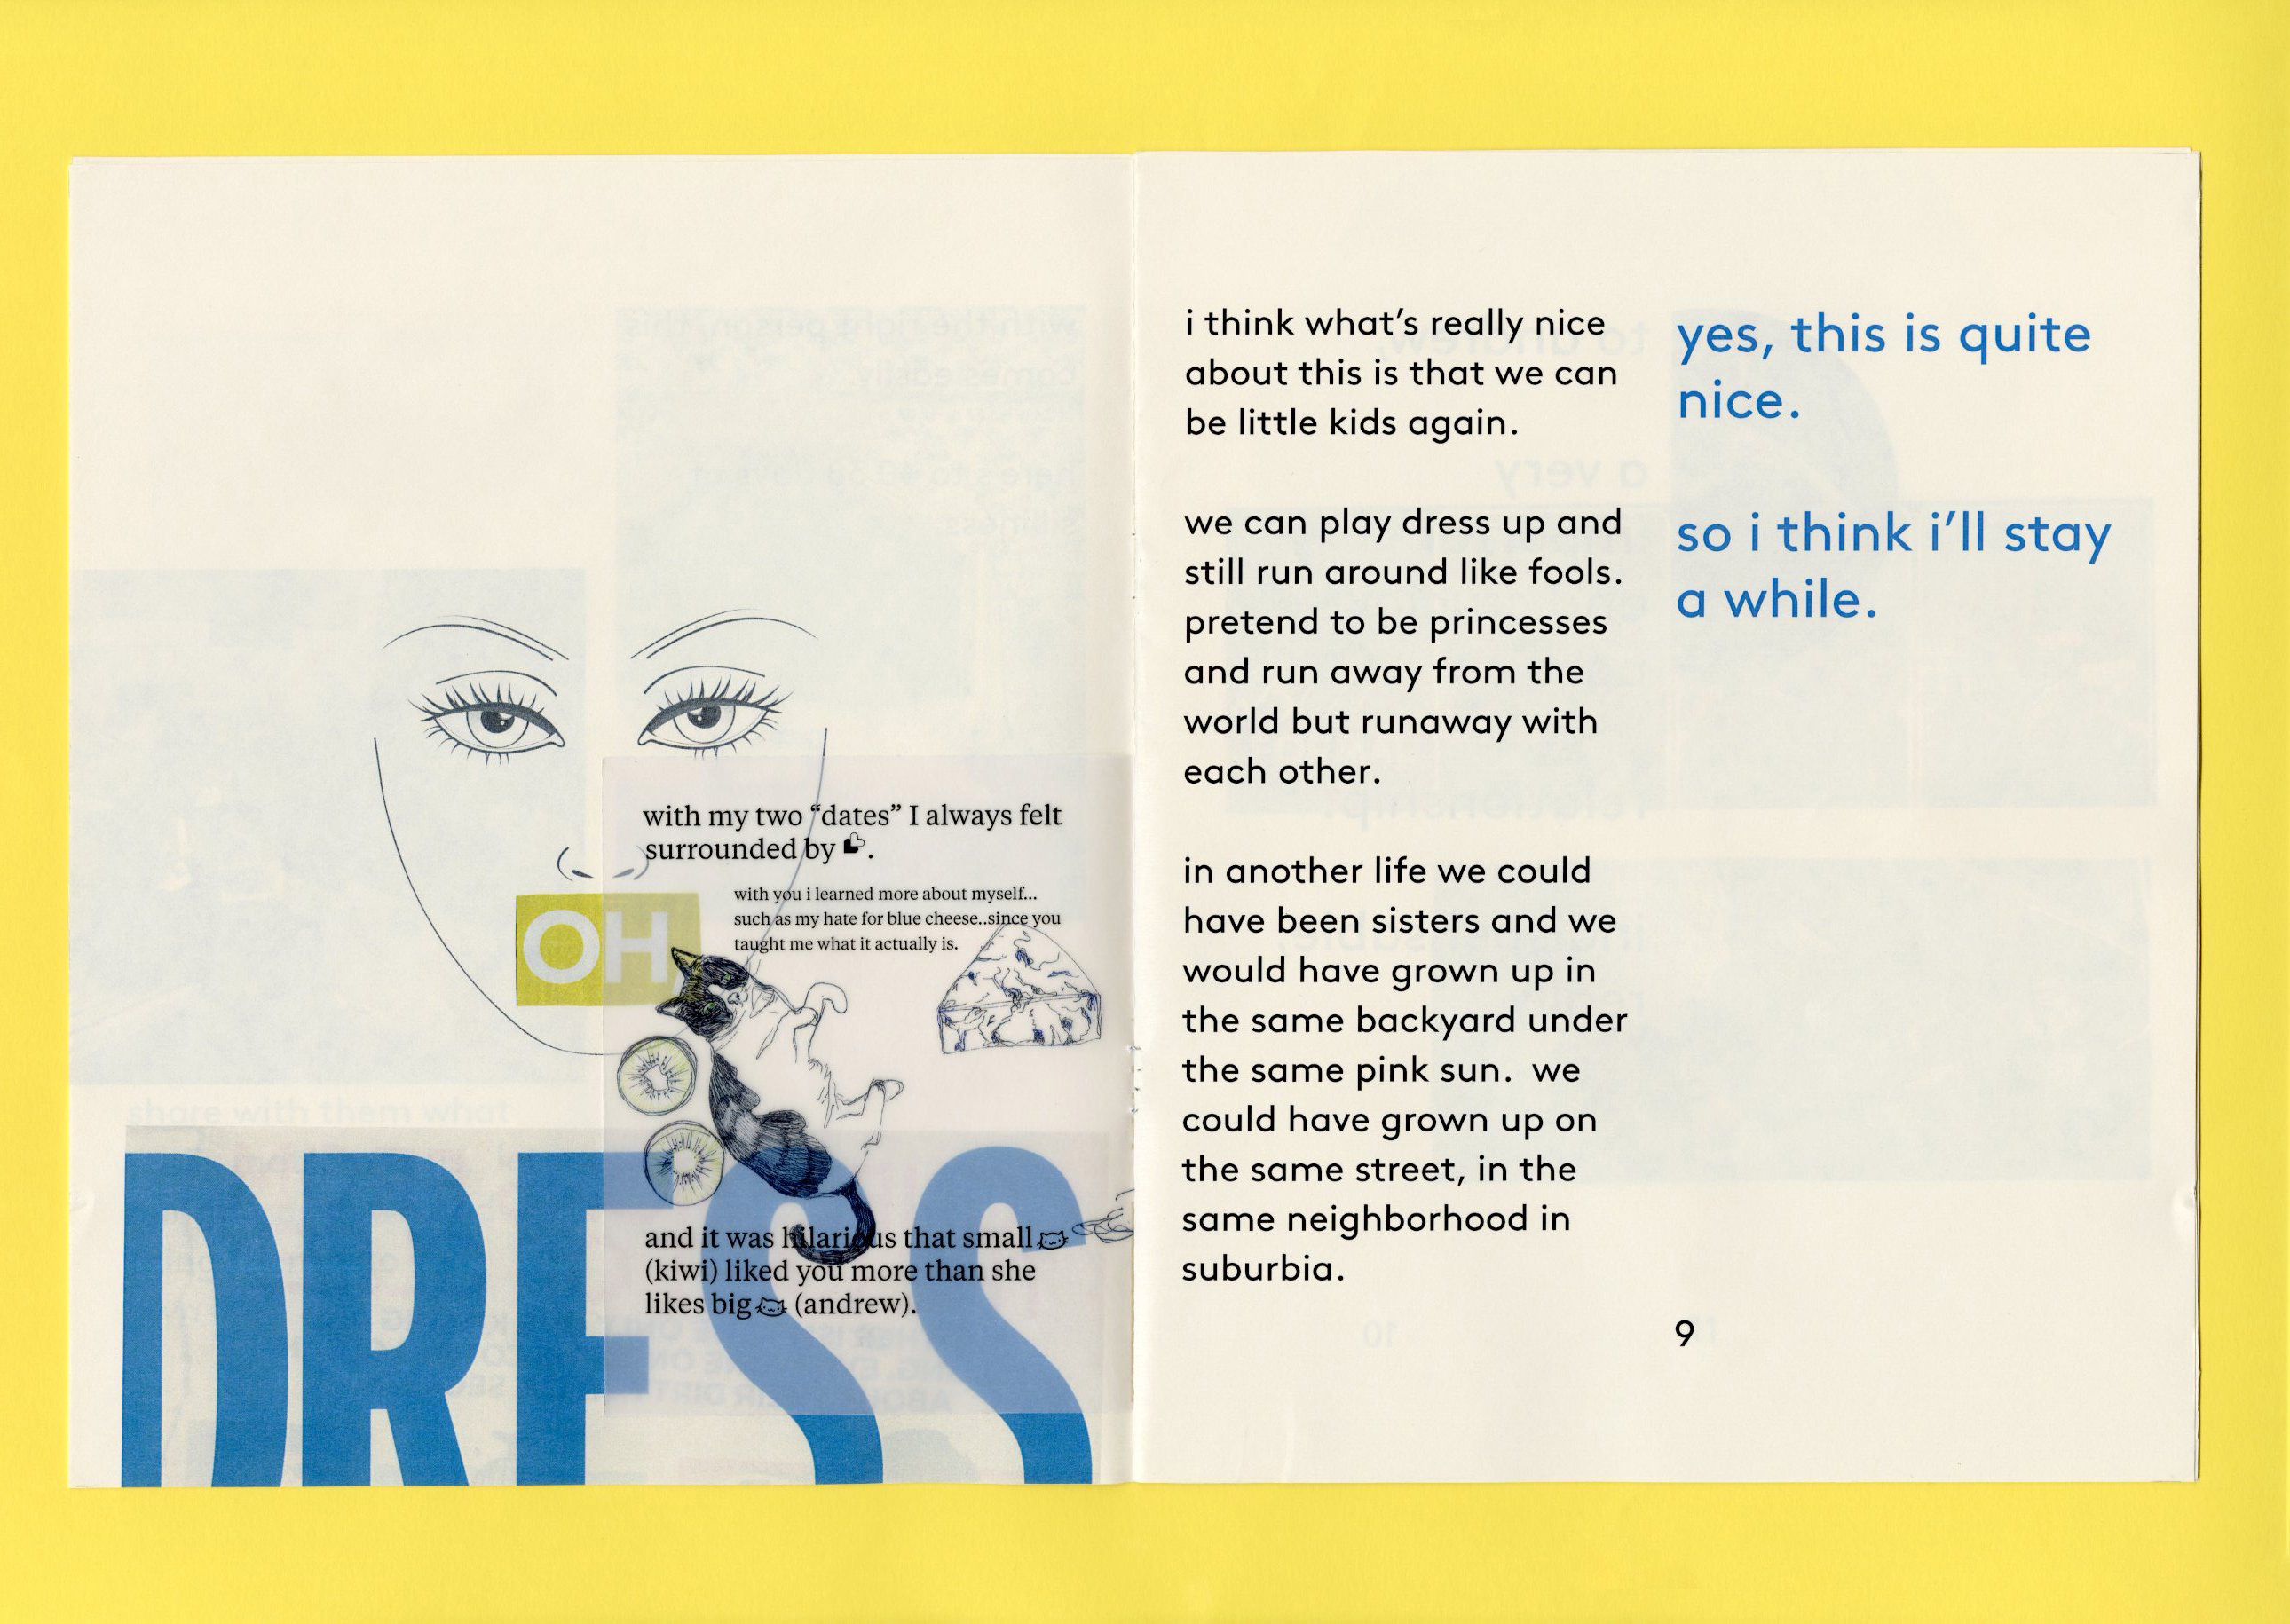 with my two “dates” I always felt
surrounded by
OH
with you i learned more about myself...
such as my hate for blue cheese..since you
taught me what it actually is.
share with them what
DRESS
and it was hilarious that small
(kiwi) liked you more than she
likes big (andrew).
i think what’s really nice
about this is that we can
be little kids again.
we can play dress up and
still run around like fools.
pretend to be princesses
and run away from the
world but runaway with
each other.
in another life we could
have been sisters and we
would have grown up in
the same backyard under
the same pink sun.  we
could have grown up on
the same street, in the
same neighborhood in
suburbia.
yes, this is quite
nice.
so i think i’ll stay
a while.
9